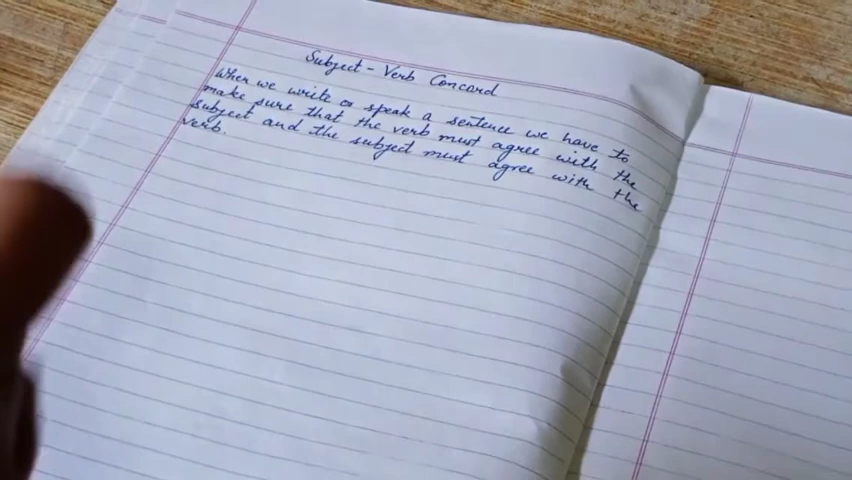 Subject - Verb Concord
When we write or speak a sentence we have to
make sure that the verb must agree with the
subject and the subject must agree with the
verb.